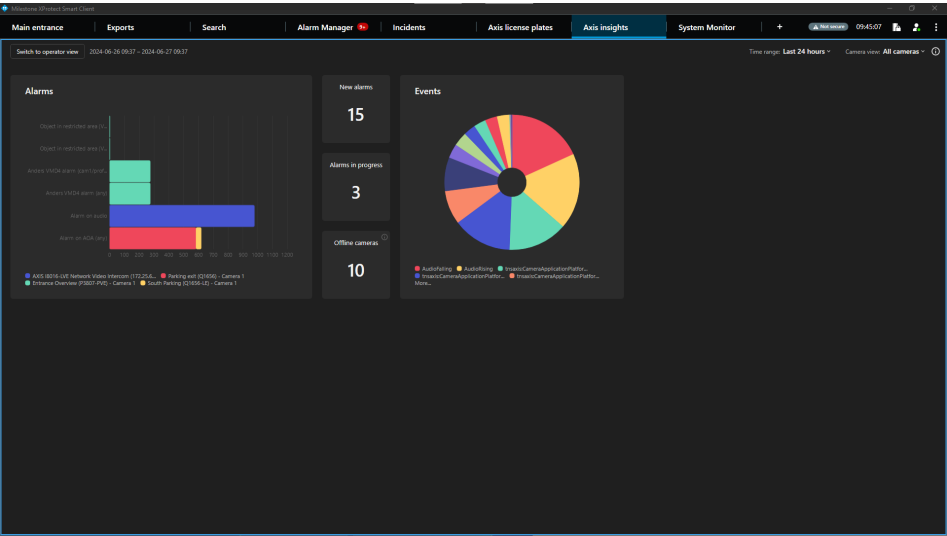 Milestone XProtect Smart Client
Main entrance Exports Search Alarm Manager 9+ Incidents Axis license plates Axis insights System Monitor + Not secure 09:45:07
Switch to operator view 2024-06-26 09:37 – 2024-06-27 09:37 Time range: Last 24 hours Camera view: All cameras
Alarms
Object in restricted area (v...
Object in restricted area (v...
Axis VMD4 alarm
Axis VMD4 alarm (any)
Alarm on audio
Alarm on (any)
0 100 200 300 400 500 600 700 800 900 1000 1100 1200
AXIS I8016-LVE Network Video Intercom (172.25.6... Parking exit (Q1656) - Camera 1
Entrance Overview (P3807-PVE) - Camera 1 South Parking (Q1656-LE) - Camera 1
New alarms
15
Alarms in progress
3
Offline cameras
10
Events
AudioFalling AudioRising tnsaxisCameraApplicationPlatfor...
tnsaxisCameraApplicationPlatfor... tnsaxisCameraApplicationPlatfor...
More...